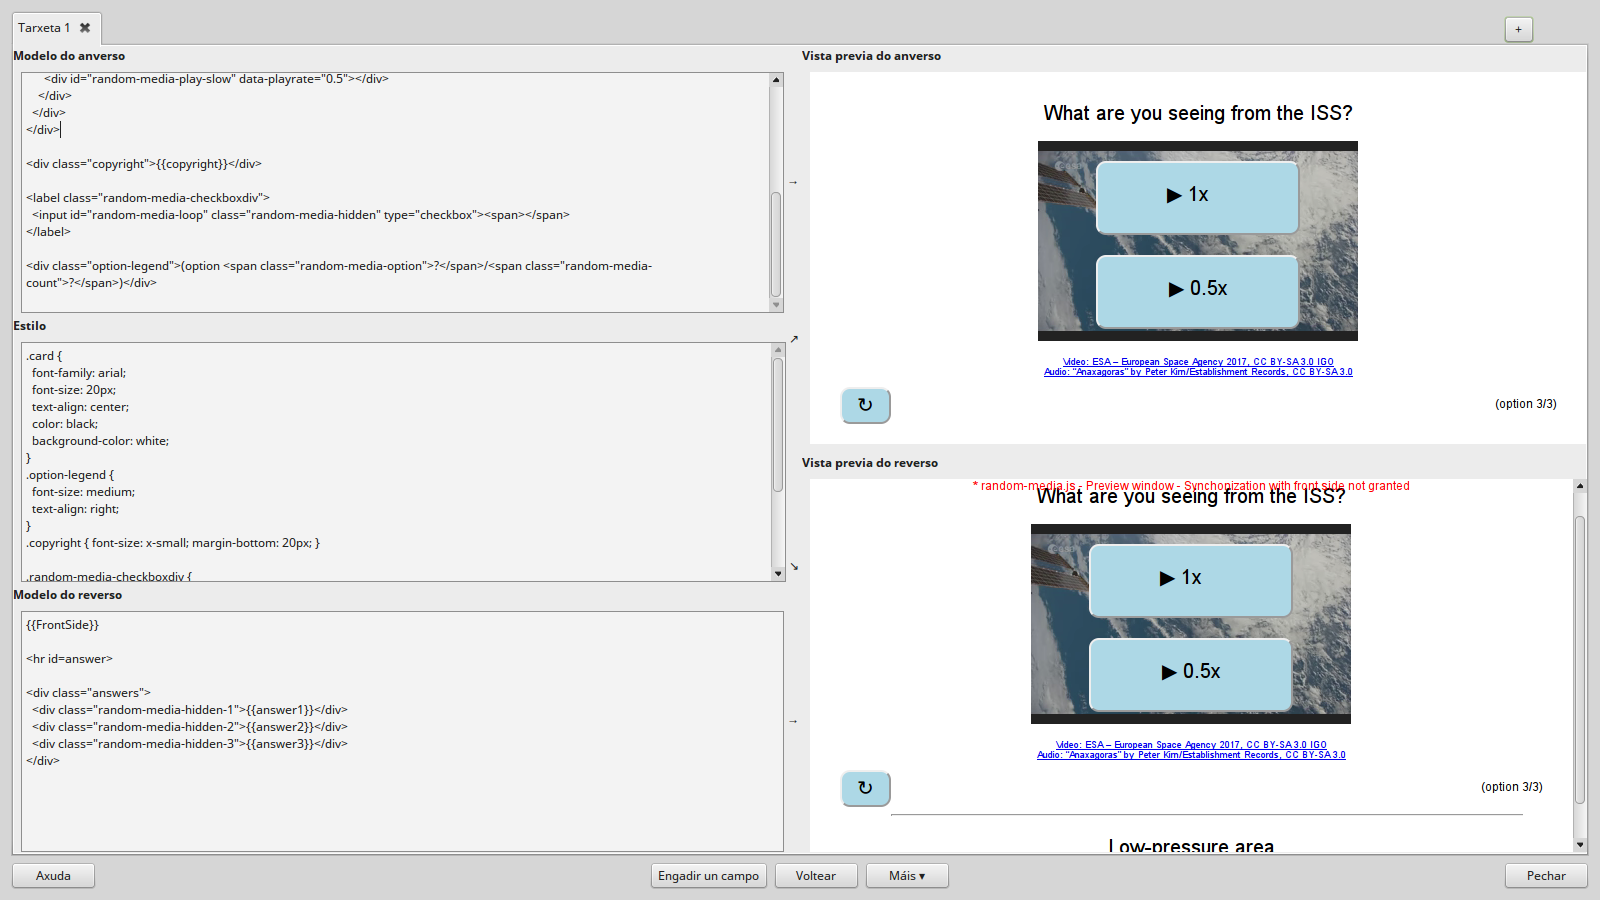 Tarxeta 1 ✖
+
Modelo do anverso
<div id="random-media-play-slow" data-playrate="0.5"></div>
</div>
</div>
</div>
<div class="copyright">{{copyright}}</div>
<label class="random-media-checkboxdiv">
<input id="random-media-loop" class="random-media-hidden" type="checkbox"><span></span>
</label>
<div class="option-legend">(option <span class="random-media-option">?</span>/<span class="random-media-
count">?</span>)</div>
→
Estilo
↗
.card {
font-family: arial;
font-size: 20px;
text-align: center;
color: black;
background-color: white;
}
.option-legend {
font-size: medium;
text-align: right;
}
.copyright { font-size: x-small; margin-bottom: 20px; }
.random-media-checkboxdiv {
↘
Modelo do reverso
{{FrontSide}}
<hr id=answer>
<div class="answers">
<div class="random-media-hidden-1">{{answer1}}</div>
<div class="random-media-hidden-2">{{answer2}}</div>
<div class="random-media-hidden-3">{{answer3}}</div>
</div>
→
Vista previa do anverso
What are you seeing from the ISS?
esa
▶ 1x
▶ 0.5x
Video: ESA – European Space Agency 2017, CC BY-SA 3.0 IGO
Audio: "Anaxagoras" by Peter Kim/Establishment Records, CC BY-SA 3.0
↻
(option 3/3)
Vista previa do reverso
* random-media.js - Preview window - Synchonization with front side not granted
What are you seeing from the ISS?
esa
▶ 1x
▶ 0.5x
Video: ESA – European Space Agency 2017, CC BY-SA 3.0 IGO
Audio: "Anaxagoras" by Peter Kim/Establishment Records, CC BY-SA 3.0
↻
(option 3/3)
Low-pressure area
Axuda
Engadir un campo
Voltear
Máis ▾
Pechar